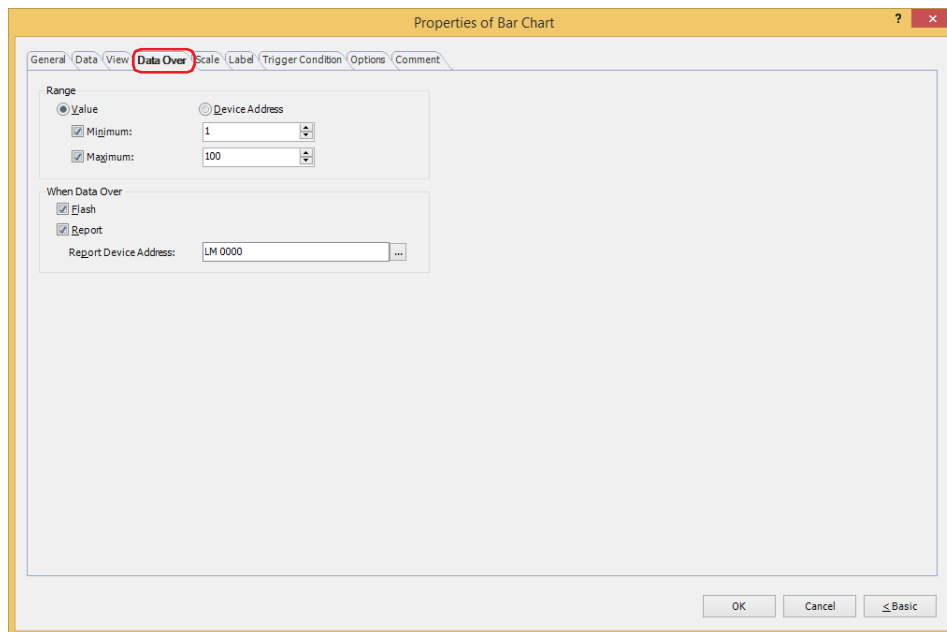 Properties of Bar Chart
?
General Data View Data Over Scale Label Trigger Condition Options Comment
Range
Value Device Address
Minimum: 1
Maximum: 100
When Data Over
Flash
Report
Report Device Address: LM 0000 ...
OK Cancel < Basic